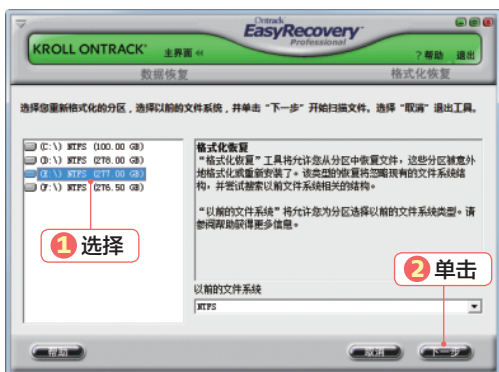 Ontrack
EasyRecovery
Professional
KROLL ONTRACK 主界面 ?帮助 退出
数据恢复 格式化恢复
选择您重新格式化的分区，选择以前的文件系统，并单击“下一步”开始扫描文件。选择“取消”退出工具。
(C:\) NTFS (100.00 GB)
(D:\) NTFS (278.00 GB)
(E:\) NTFS (277.00 GB)
(F:\) NTFS (276.50 GB)
1 选择
格式化恢复
“格式化恢复”工具将允许您从分区中恢复文件，这些分区被意外
地格式化或重新安装了。该类型的恢复将忽略现有的文件系统结
构，并尝试搜索以前文件系统相关的结构。
“以前的文件系统”将允许您为分区选择以前的文件系统类型。请
参阅帮助获得更多信息。
2 单击
以前的文件系统
NTFS
帮助 取消 下一步